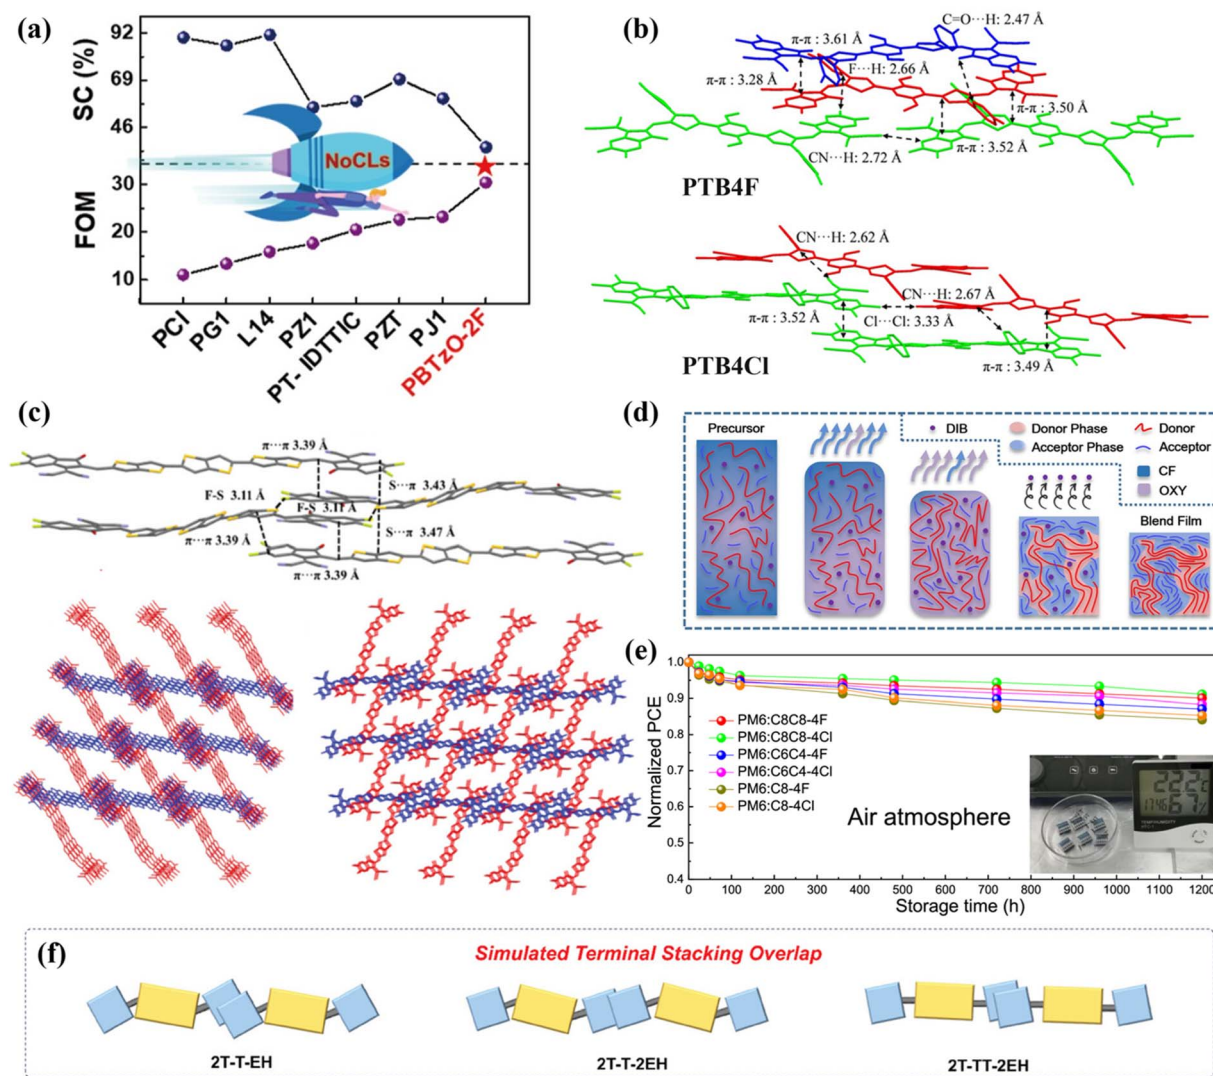 (a)
92
69
46
30
20
10
SC (%)
FOM
NoCLs
PCI
PG1
L14
PZ1
PT- IDTTIC
PZT
PJ1
PBTzO-2F
(b)
C=O···H: 2.47 Å
π-π : 3.61 Å
F···H: 2.66 Å
π-π : 3.28 Å
π-π : 3.50 Å
CN···H: 2.72 Å
π-π : 3.52 Å
PTB4F
CN···H: 2.62 Å
CN···H: 2.67 Å
π-π :
3.52 Å
Cl···Cl: 3.33 Å
PTB4Cl
π-π :
3.49 Å
(c)
π···π 3.39 Å
F-S 3.11 Å
S···π 3.43 Å
F-S 3.11 Å
π···π 3.39 Å
S···π 3.47 Å
π···π 3.39 Å
(d)
Precursor
DIB
Donor Phase
Acceptor Phase
Donor
Acceptor
CF
OXY
Blend Film
(e)
Normalized PCE
1.0
0.9
0.8
0.7
0.6
0.5
0.4
PM6:C8C8-4F
PM6:C8C8-4Cl
PM6:C6C4-4F
PM6:C6C4-4Cl
PM6:C8-4F
PM6:C8-4Cl
Air atmosphere
0 100 200 300 400 500 600 700 800 900 1000 1100 1200
Storage time (h)
(f)
Simulated Terminal Stacking Overlap
2T-T-EH
2T-T-2EH
2T-TT-2EH